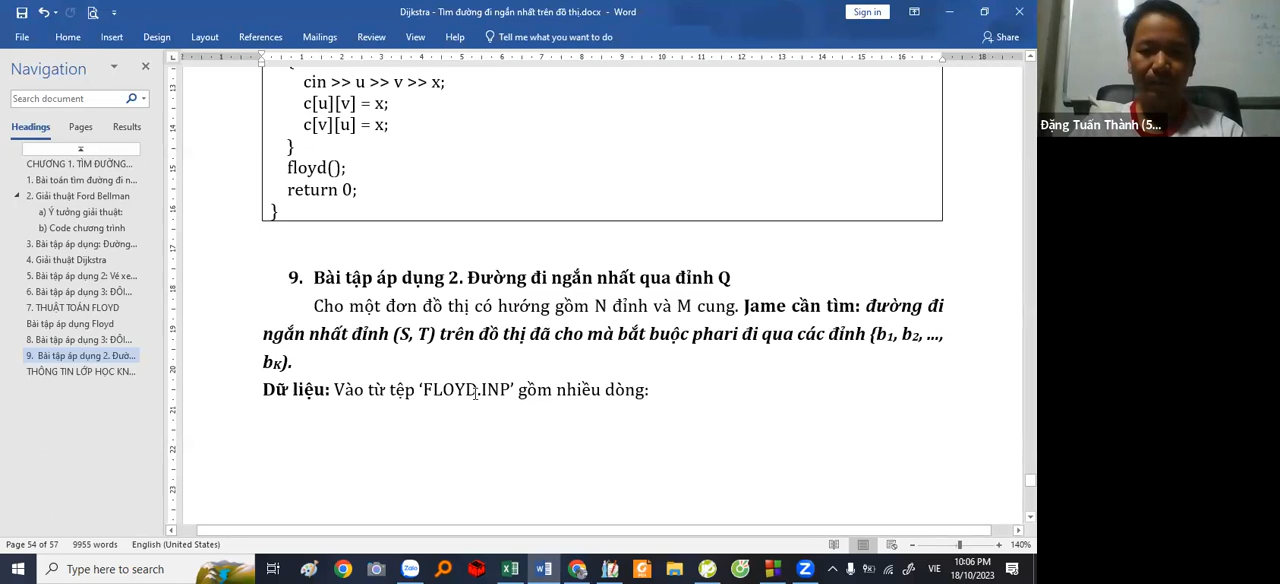 Dijkstra - Tìm đường đi ngắn nhất trên đồ thị.docx - Word
Sign in
File Home Insert Design Layout References Mailings Review View Help Tell me what you want to do
Share
Navigation
Search document
Headings Pages Results
CHƯƠNG 1. TÌM ĐƯỜNG...
1. Bài toán tìm đường đi n...
2. Giải thuật Ford Bellman
a) Ý tưởng giải thuật:
b) Code chương trình
3. Bài tập áp dụng: Đường...
4. Giải thuật Dijkstra
5. Bài tập áp dụng 2: Vé xe...
6. Bài tập áp dụng 3: ĐÔI...
7. THUẬT TOÁN FLOYD
Bài tập áp dụng Floyd
8. Bài tập áp dụng 3: ĐÔI...
9. Bài tập áp dụng 2. Đườ...
THÔNG TIN LỚP HỌC KN...
cin >> u >> v >> x;
c[u][v] = x;
c[v][u] = x;
}
floyd();
return 0;
}
9. Bài tập áp dụng 2. Đường đi ngắn nhất qua đỉnh Q
Cho một đơn đồ thị có hướng gồm N đỉnh và M cung. Jame cần tìm: đường đi
ngắn nhất đỉnh (S, T) trên đồ thị đã cho mà bắt buộc phari đi qua các đỉnh {b1, b2, ...,
bK).
Dữ liệu: Vào từ tệp ‘FLOYD.INP’ gồm nhiều dòng:
Đặng Tuấn Thành (5...
Page 54 of 57 9955 words English (United States)
140%
Type here to search
VIE
10:06 PM
18/10/2023